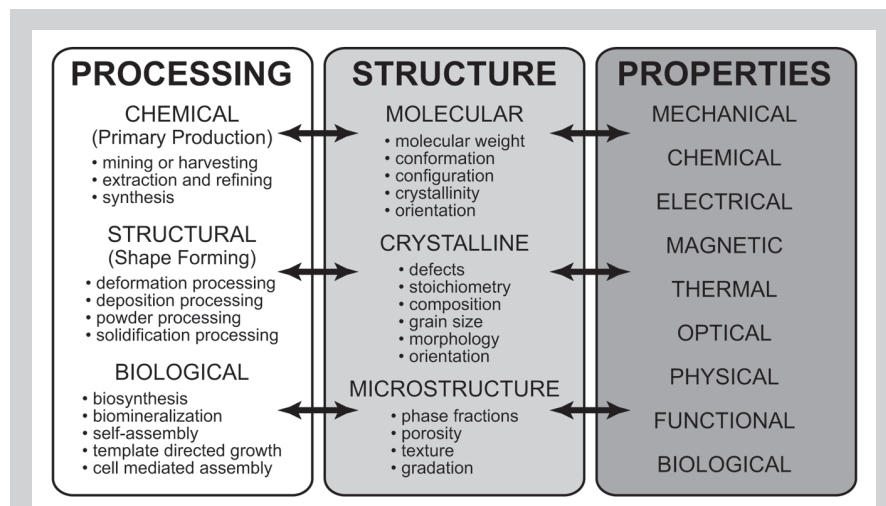 PROCESSING
CHEMICAL
(Primary Production)
• mining or harvesting
• extraction and refining
• synthesis
STRUCTURAL
(Shape Forming)
• deformation processing
• deposition processing
• powder processing
• solidification processing
BIOLOGICAL
• biosynthesis
• biomineralization
• self-assembly
• template directed growth
• cell mediated assembly
STRUCTURE
MOLECULAR
• molecular weight
• conformation
• configuration
• crystallinity
• orientation
CRYSTALLINE
• defects
• stoichiometry
• composition
• grain size
• morphology
• orientation
MICROSTRUCTURE
• phase fractions
• porosity
• texture
• gradation
PROPERTIES
MECHANICAL
CHEMICAL
ELECTRICAL
MAGNETIC
THERMAL
OPTICAL
PHYSICAL
FUNCTIONAL
BIOLOGICAL